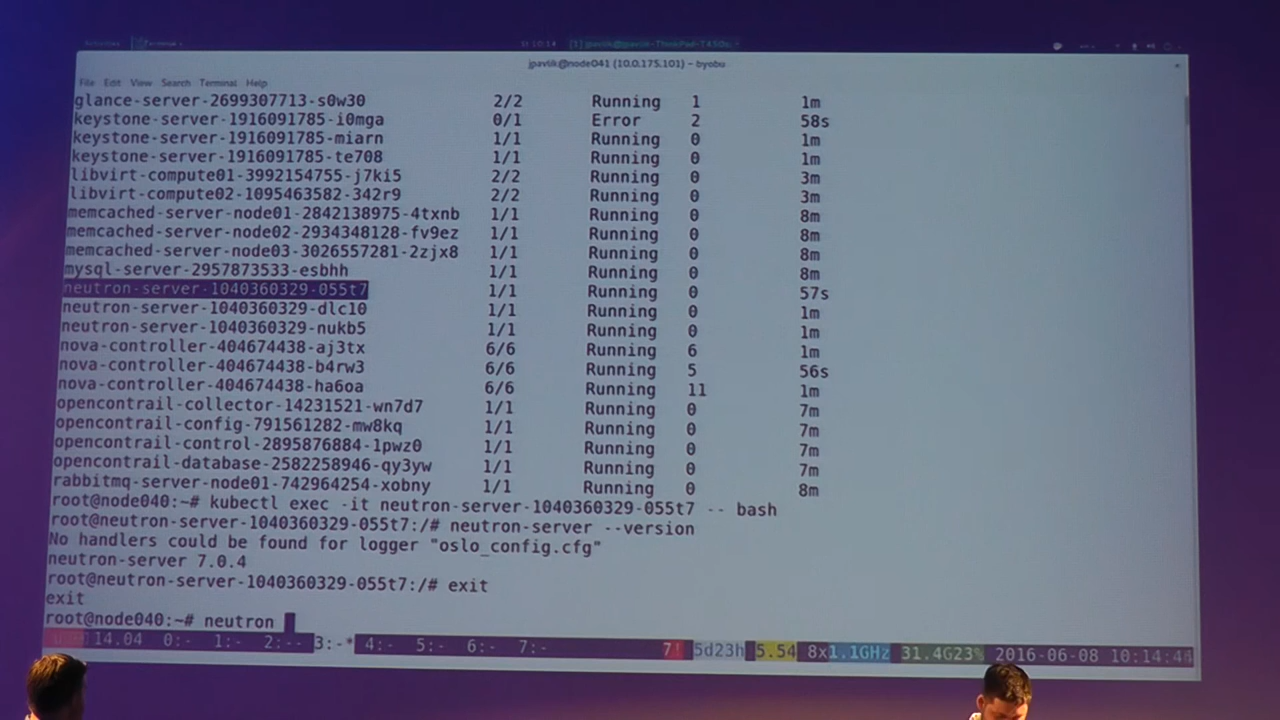 [1] jpavlik@jpavlik-ThinkPad-T450s: ~
jpavlik@node041 (10.0.175.101) - byobu
File Edit View Search Terminal Help
glance-server-2699307713-s0w30 2/2 Running 1 1m
keystone-server-1916091785-i0mga 0/1 Error 2 58s
keystone-server-1916091785-miarn 1/1 Running 0 1m
keystone-server-1916091785-te708 1/1 Running 0 1m
libvirt-compute01-3992154755-j7ki5 2/2 Running 0 3m
libvirt-compute02-1095463582-342r9 2/2 Running 0 3m
memcached-server-node01-2842138975-4txnb 1/1 Running 0 8m
memcached-server-node02-2934348128-fv9ez 1/1 Running 0 8m
memcached-server-node03-3026557281-2zjx8 1/1 Running 0 8m
mysql-server-2957873533-esbhh 1/1 Running 0 8m
neutron-server-1040360329-055t7 1/1 Running 0 57s
neutron-server-1040360329-dlc10 1/1 Running 0 1m
neutron-server-1040360329-nukb5 1/1 Running 0 1m
nova-controller-404674438-aj3tx 6/6 Running 6 1m
nova-controller-404674438-b4rw3 6/6 Running 5 56s
nova-controller-404674438-ha6oa 6/6 Running 11 1m
opencontrail-collector-14231521-wn7d7 1/1 Running 0 7m
opencontrail-config-791561282-mw8kq 1/1 Running 0 7m
opencontrail-control-2895876884-1pwz0 1/1 Running 0 7m
opencontrail-database-2582258946-qy3yw 1/1 Running 0 7m
rabbitmq-server-node01-742964254-xobny 1/1 Running 0 8m
root@node040:~# kubectl exec -it neutron-server-1040360329-055t7 -- bash
root@neutron-server-1040360329-055t7:/# neutron-server --version
No handlers could be found for logger "oslo_config.cfg"
neutron-server 7.0.4
root@neutron-server-1040360329-055t7:/# exit
exit
root@node040:~# neutron
14.04 0:- 1:- 2:-- 3:-* 4:- 5:- 6:- 7:- 7! 5d23h 5.54 8x1.1GHz 31.4G23% 2016-06-08 10:14:44